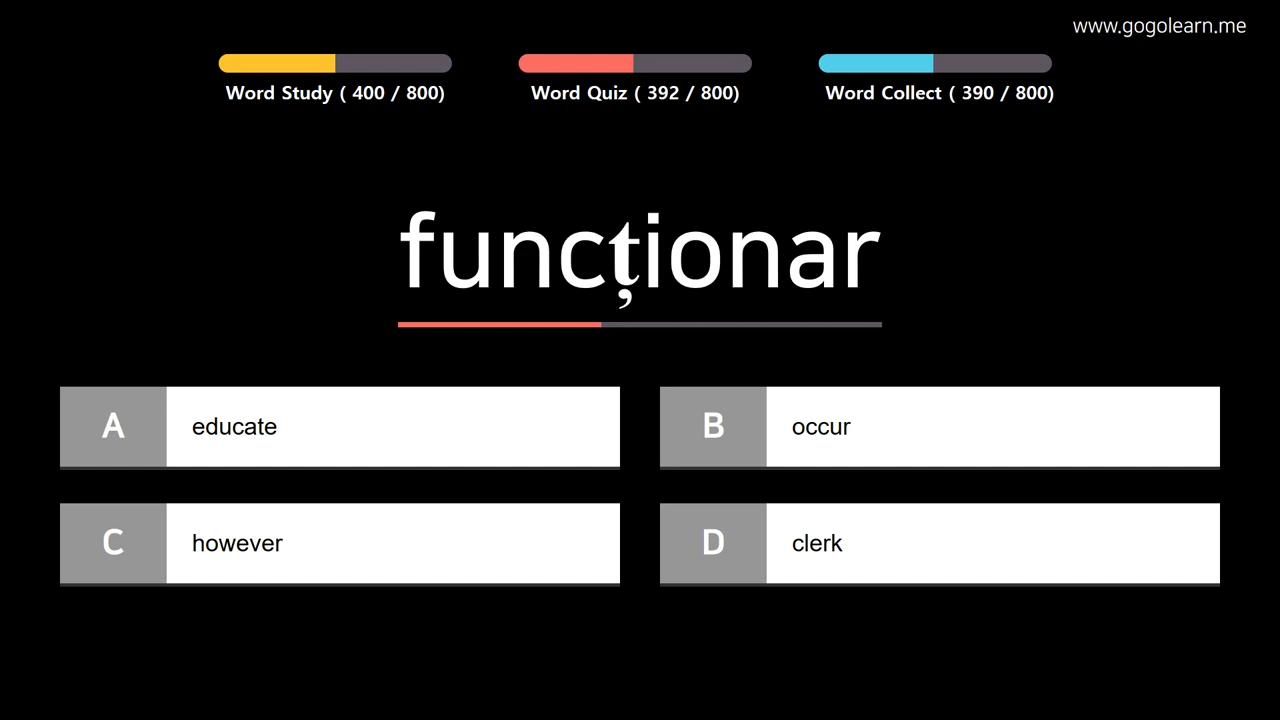 www.gogolearn.me
Word Study ( 400 / 800)
Word Quiz ( 392 / 800)
Word Collect ( 390 / 800)
funcționar
A
educate
B
occur
C
however
D
clerk